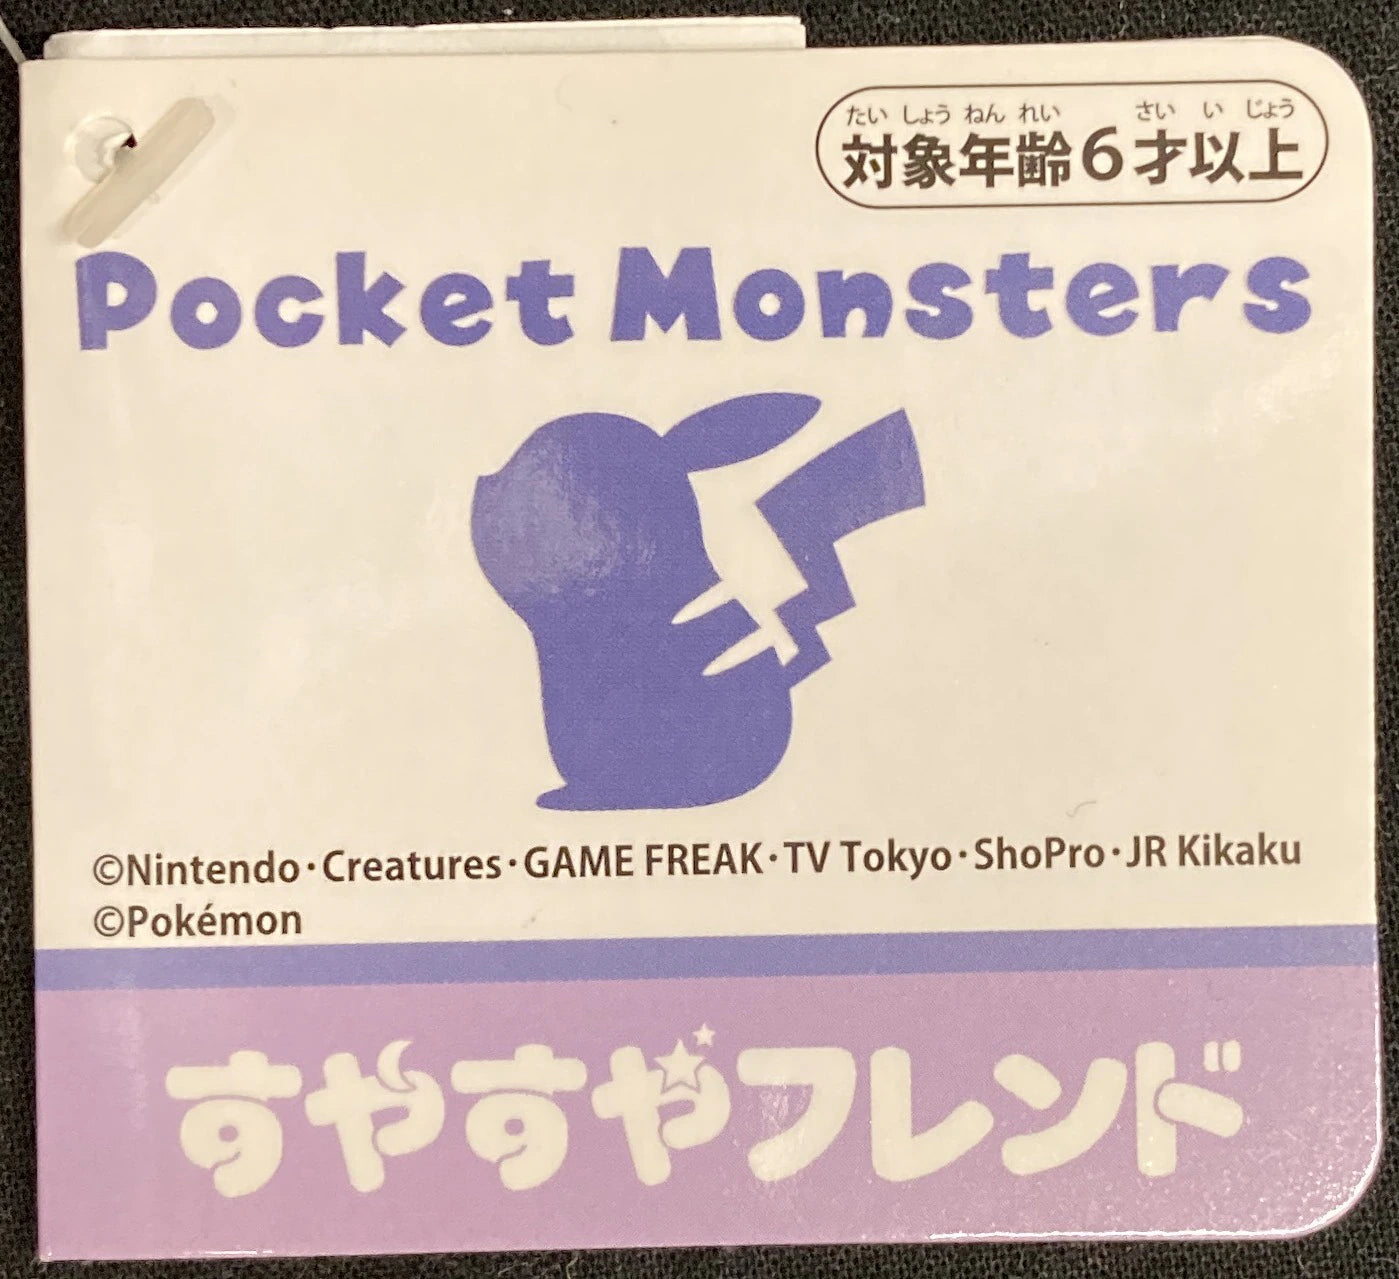 たいしょうねんれい さいいじょう
対象年齢6才以上
Pocket Monsters
©Nintendo・Creatures・GAME FREAK・TV Tokyo・ShoPro・JR Kikaku
©Pokémon
すやすやフレンド